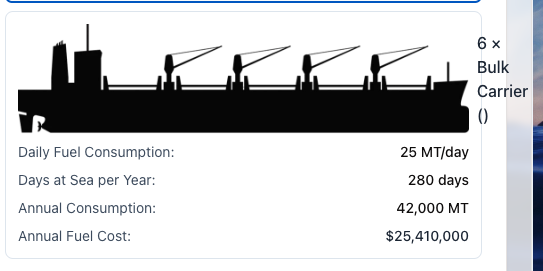 6 ×
Bulk
Carrier
()
Daily Fuel Consumption: 25 MT/day
Days at Sea per Year: 280 days
Annual Consumption: 42,000 MT
Annual Fuel Cost: $25,410,000